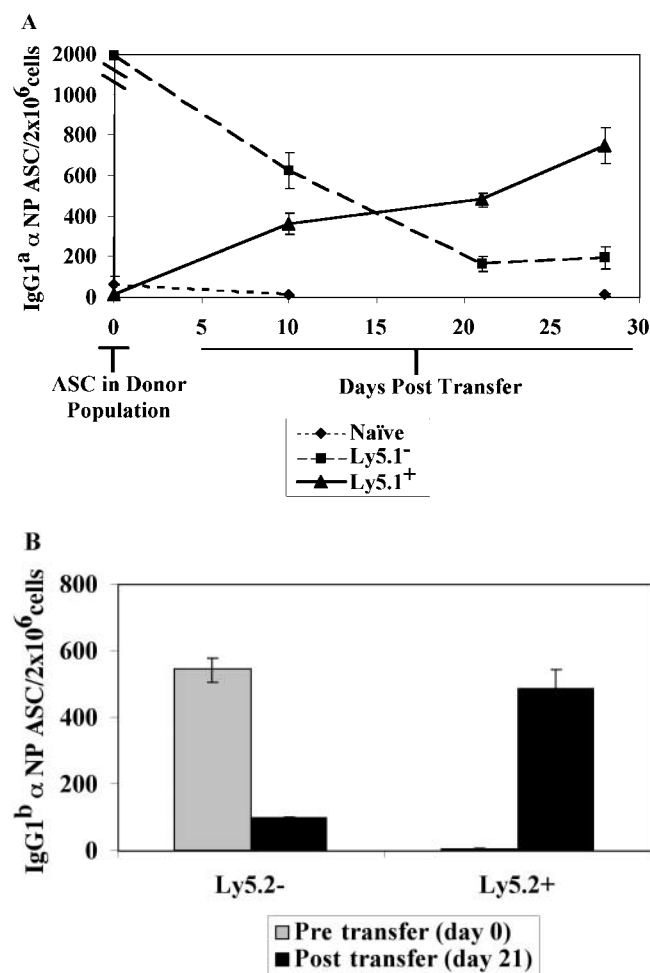 A
IgG1ᵃ α NP ASC/2x10⁶cells
2000
1000
800
600
400
200
0
0 5 10 15 20 25 30
ASC in Donor
Population
Days Post Transfer
Naïve
Ly5.1⁻
Ly5.1⁺
B
IgG1ᵇ α NP ASC/2x10⁶cells
800
600
400
200
0
Ly5.2- Ly5.2+
Pre transfer (day 0)
Post transfer (day 21)